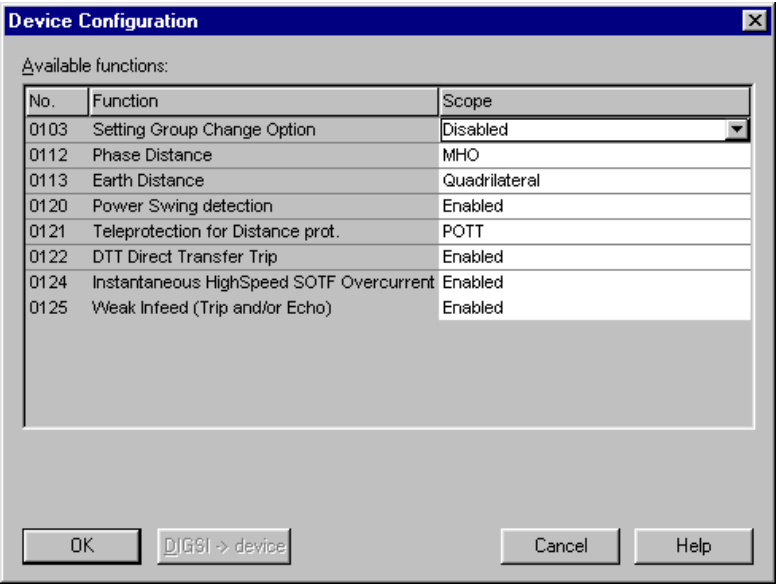 Device Configuration
Available functions:
No. Function Scope
0103 Setting Group Change Option Disabled
0112 Phase Distance MHO
0113 Earth Distance Quadrilateral
0120 Power Swing detection Enabled
0121 Teleprotection for Distance prot. POTT
0122 DTT Direct Transfer Trip Enabled
0124 Instantaneous HighSpeed SOTF Overcurrent Enabled
0125 Weak Infeed (Trip and/or Echo) Enabled
OK DIGSI -> device Cancel Help